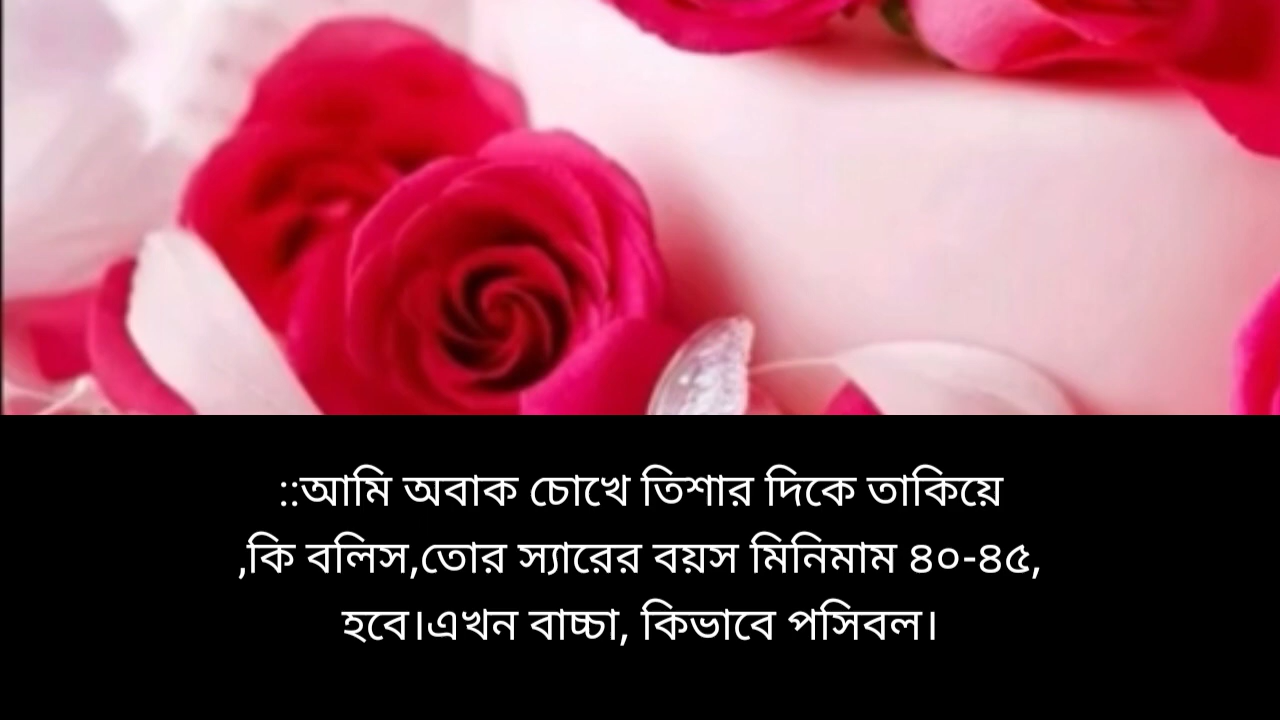 ::আমি অবাক চোখে তিশার দিকে তাকিয়ে
,কি বলিস,তোর স্যারের বয়স মিনিমাম ৪০-৪৫,
হবে।এখন বাচ্চা, কিভাবে পসিবল।